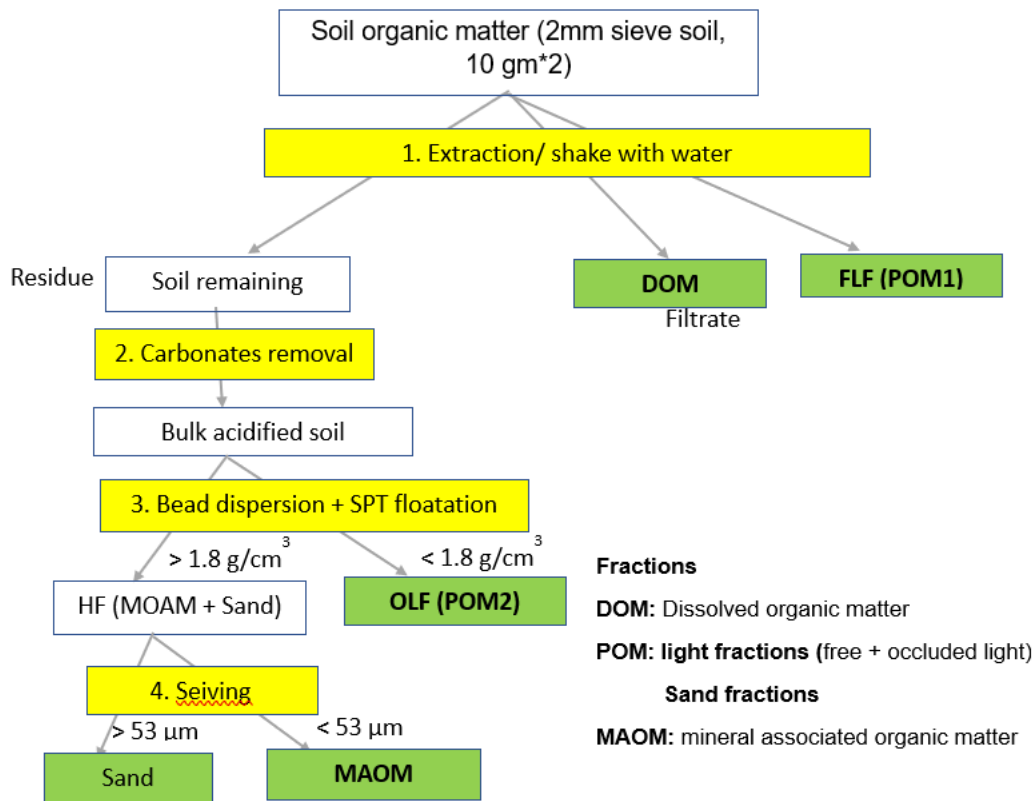 Soil organic matter (2mm sieve soil,
10 gm*2)
1. Extraction/ shake with water
Residue
Soil remaining
DOM
Filtrate
FLF (POM1)
2. Carbonates removal
Bulk acidified soil
3. Bead dispersion + SPT floatation
> 1.8 g/cm³
< 1.8 g/cm³
HF (MOAM + Sand)
OLF (POM2)
4. Seiving
> 53 µm
< 53 µm
Sand
MAOM
Fractions
DOM: Dissolved organic matter
POM: light fractions (free + occluded light)
Sand fractions
MAOM: mineral associated organic matter